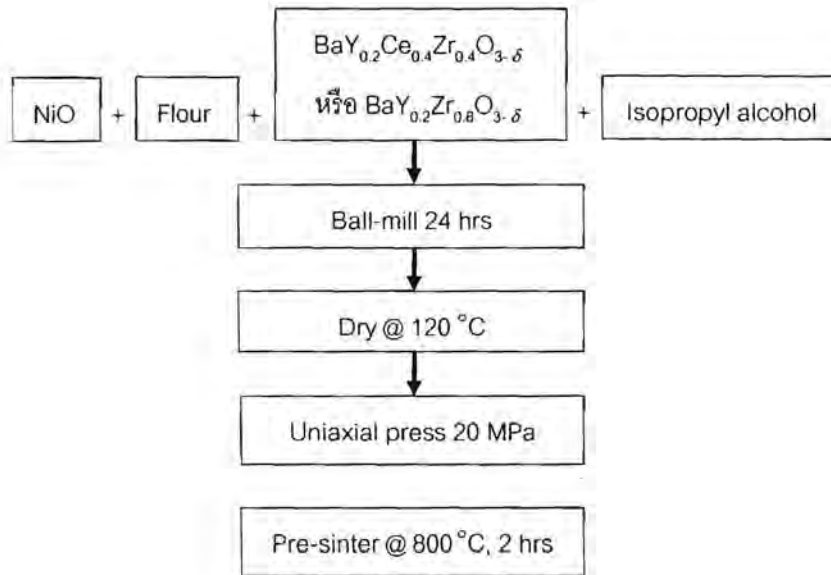 BaY₀.₂Ce₀.₄Zr₀.₄O₃₋δ
หรือ BaY₀.₂Zr₀.₈O₃₋δ
NiO + Flour + + Isopropyl alcohol
Ball-mill 24 hrs
Dry @ 120 °C
Uniaxial press 20 MPa
Pre-sinter @ 800 °C, 2 hrs